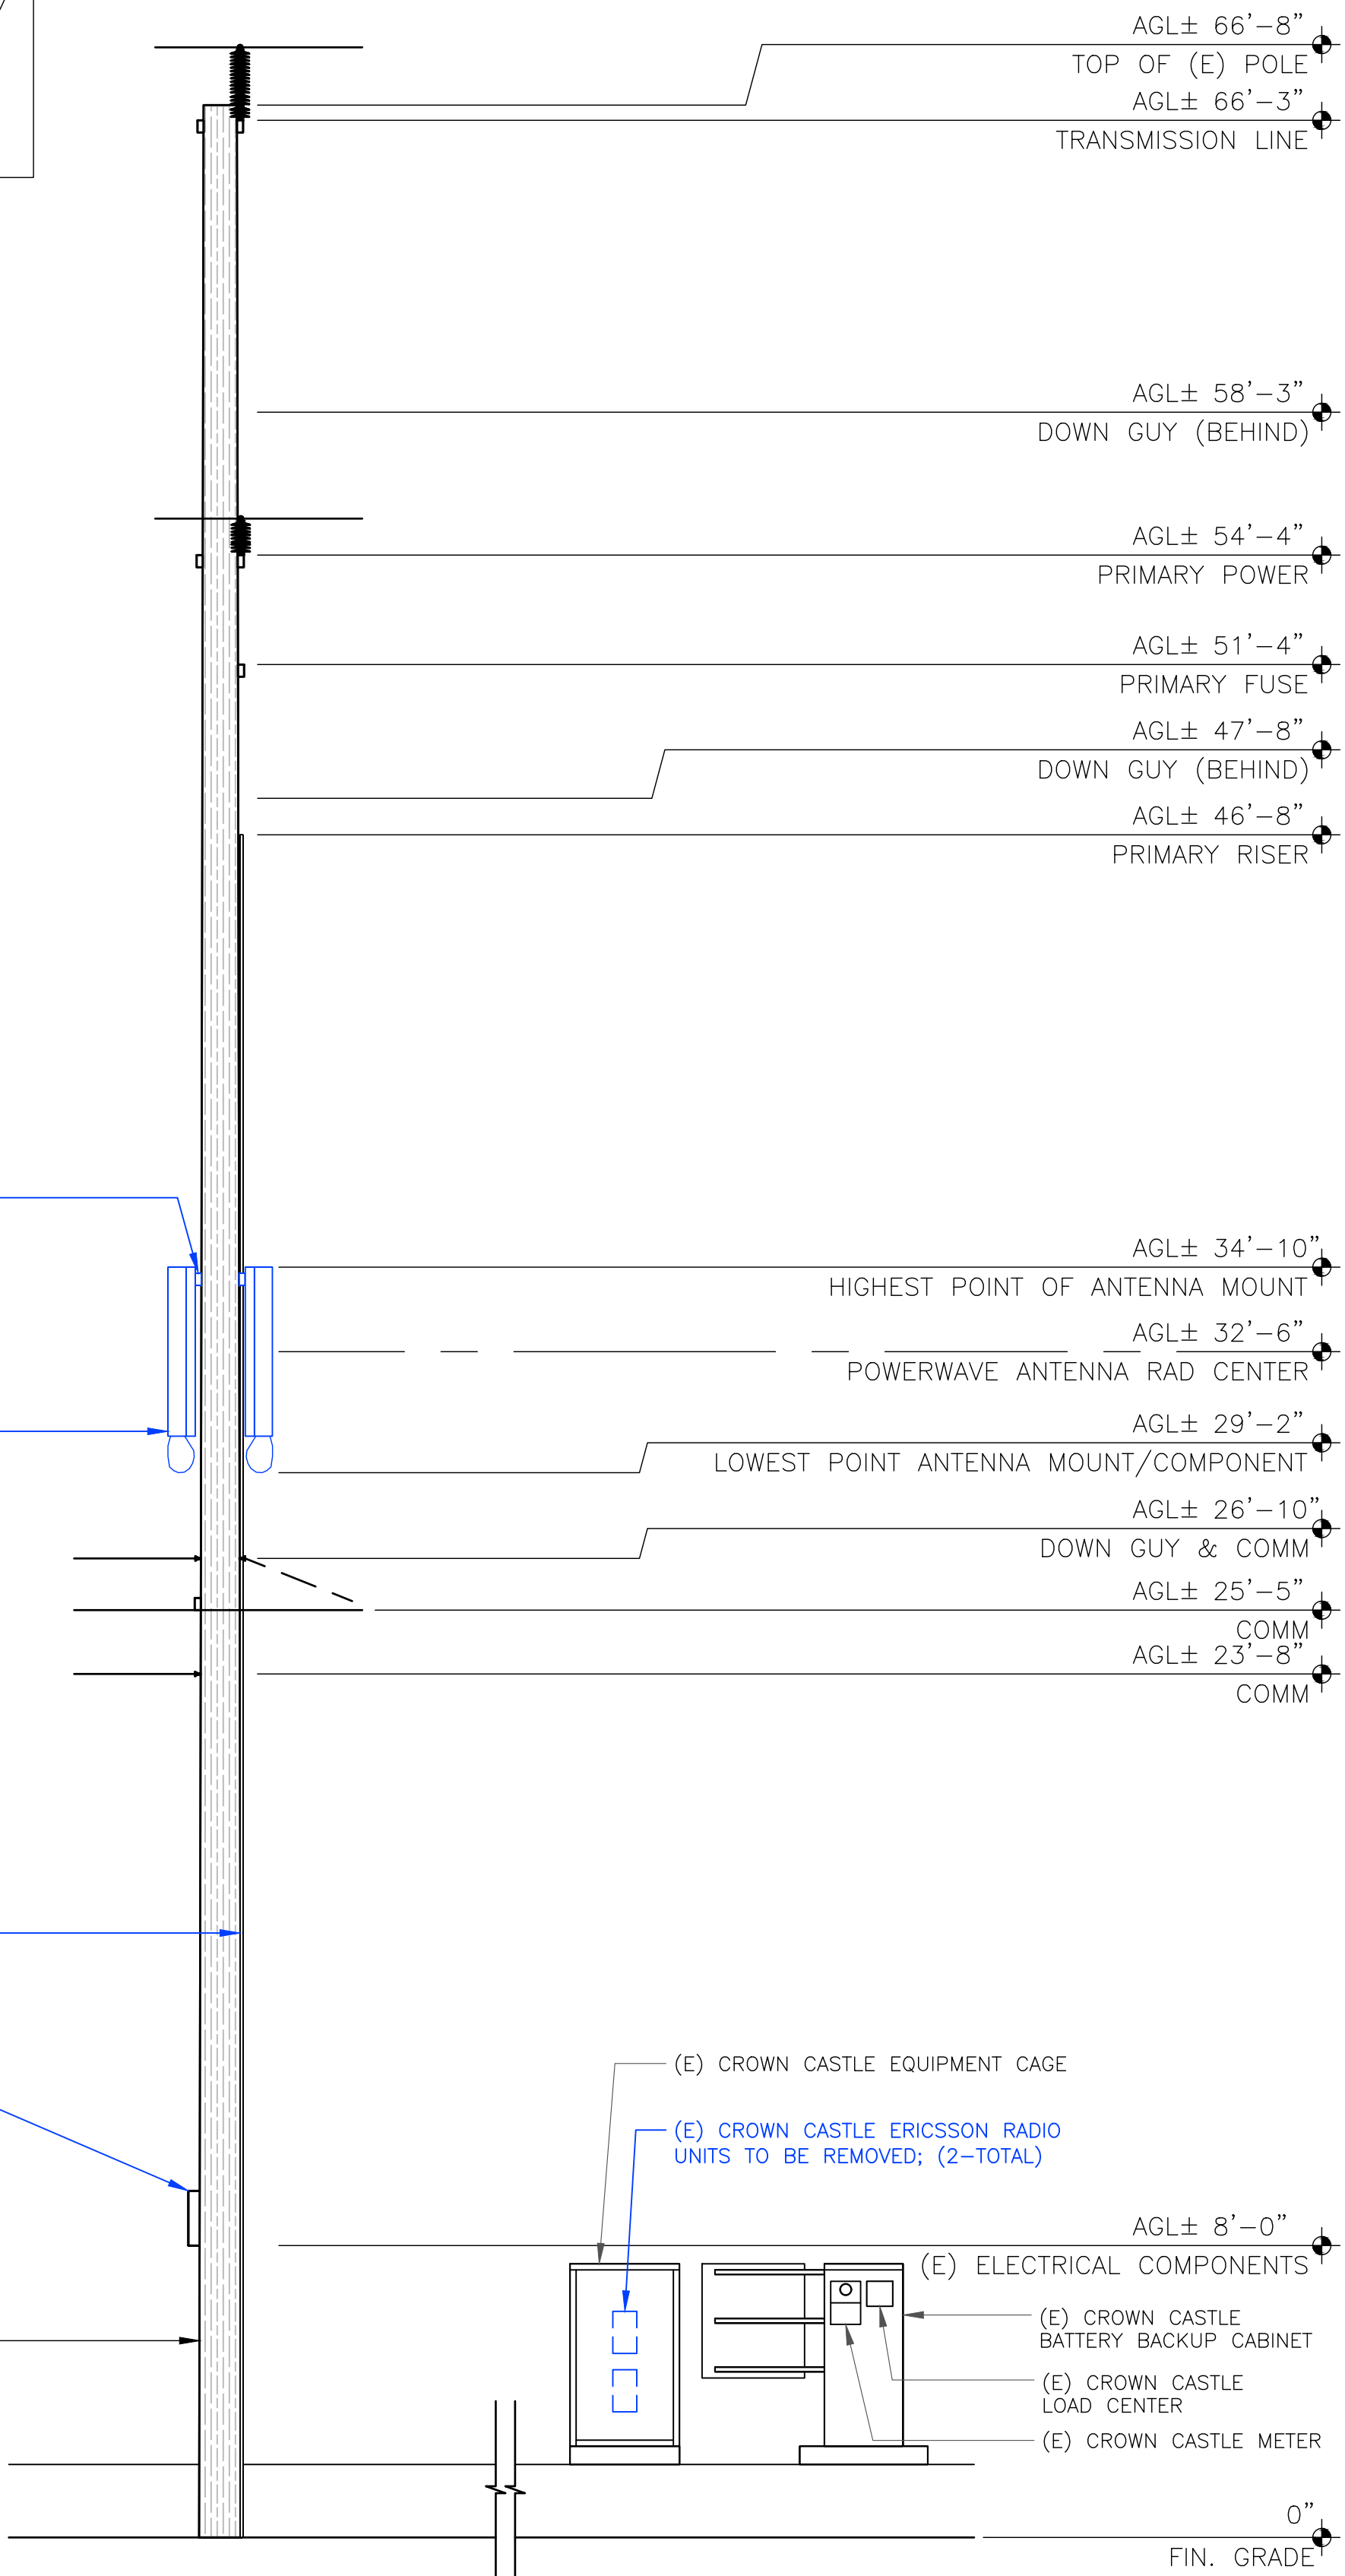 AGL± 66'-8"
TOP OF (E) POLE
AGL± 66'-3"
TRANSMISSION LINE
AGL± 58'-3"
DOWN GUY (BEHIND)
AGL± 54'-4"
PRIMARY POWER
AGL± 51'-4"
PRIMARY FUSE
AGL± 47'-8"
DOWN GUY (BEHIND)
AGL± 46'-8"
PRIMARY RISER
AGL± 34'-10"
HIGHEST POINT OF ANTENNA MOUNT
AGL± 32'-6"
POWERWAVE ANTENNA RAD CENTER
AGL± 29'-2"
LOWEST POINT ANTENNA MOUNT/COMPONENT
AGL± 26'-10"
DOWN GUY & COMM
AGL± 25'-5"
COMM
AGL± 23'-8"
COMM
(E) CROWN CASTLE EQUIPMENT CAGE
(E) CROWN CASTLE ERICSSON RADIO
UNITS TO BE REMOVED; (2-TOTAL)
AGL± 8'-0"
(E) ELECTRICAL COMPONENTS
(E) CROWN CASTLE
BATTERY BACKUP CABINET
(E) CROWN CASTLE
LOAD CENTER
(E) CROWN CASTLE METER
0"
FIN. GRADE